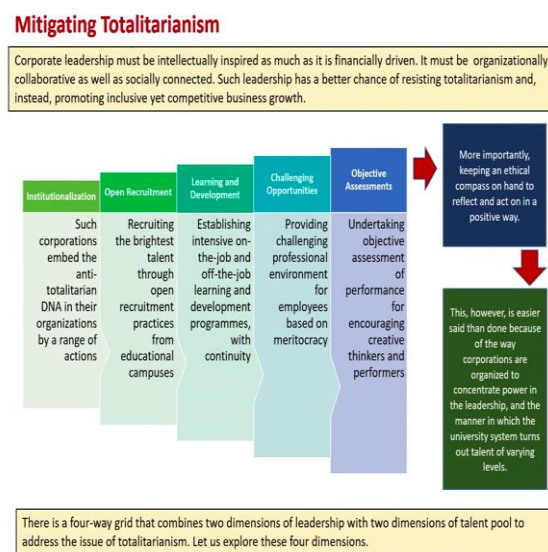 Mitigating Totalitarianism
Corporate leadership must be intellectually inspired as much as it is financially driven. It must be organizationally
collaborative as well as socially connected. Such leadership has a better chance of resisting totalitarianism and,
instead, promoting inclusive yet competitive business growth.
Institutionalization
Such
corporations
embed the
anti-
totalitarian
DNA in their
organizations
by a range of
actions
Open Recruitment
Recruiting
the brightest
talent
through
open
recruitment
practices
from
educational
campuses
Learning and
Development
Establishing
intensive on-
the-job and
off-the-job
learning and
development
programmes,
with
continuity
Challenging
Opportunities
Providing
challenging
professional
environment
for
employees
based on
meritocracy
Objective
Assessments
Undertaking
objective
assessment
of
performance
for
encouraging
creative
thinkers and
performers
More importantly,
keeping an ethical
compass on hand to
reflect and act on in a
positive way.
This, however, is easier
said than done because
of the way
corporations are
organized to
concentrate power in
the leadership, and the
manner in which the
university system turns
out talent of varying
levels.
There is a four-way grid that combines two dimensions of leadership with two dimensions of talent pool to
address the issue of totalitarianism. Let us explore these four dimensions.